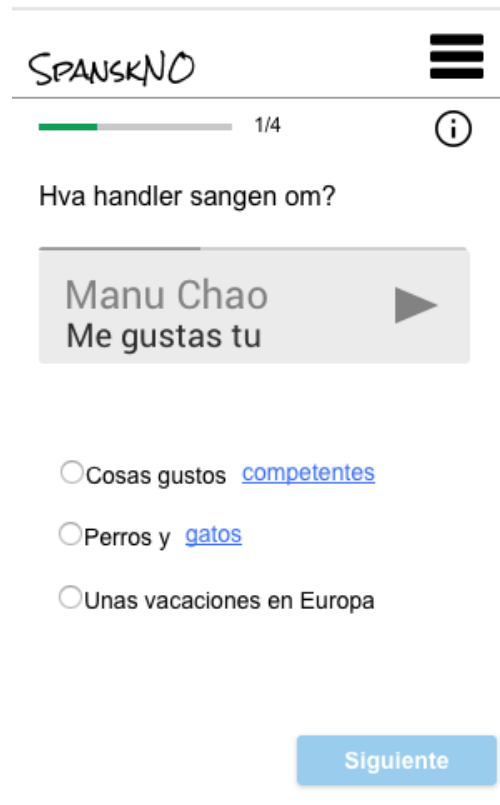 SpanskNO
1/4
Hva handler sangen om?
Manu Chao
Me gustas tu
Cosas gustos competentes
Perros y gatos
Unas vacaciones en Europa
Siguiente